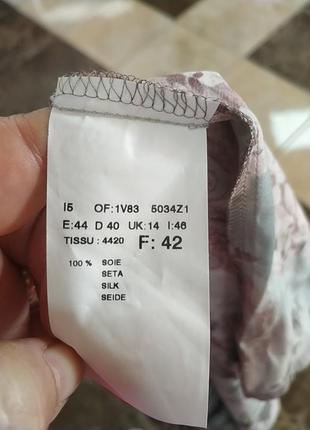 I5 OF:1V83 5034Z1
E:44 D 40 UK:14 I:46
TISSU: 4420 F: 42
100 % SOIE
SETA
SILK
SEIDE